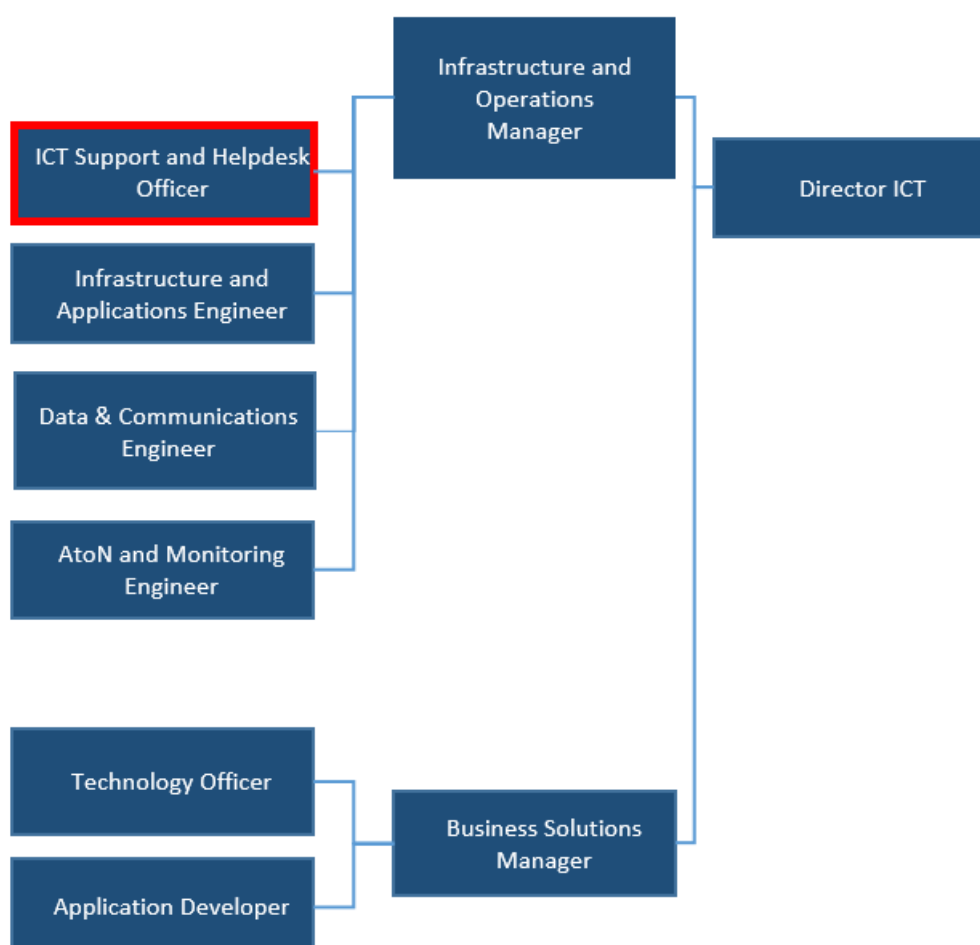 Infrastructure and
Operations
Manager
ICT Support and Helpdesk
Officer
Director ICT
Infrastructure and
Applications Engineer
Data & Communications
Engineer
AtoN and Monitoring
Engineer
Technology Officer
Business Solutions
Manager
Application Developer